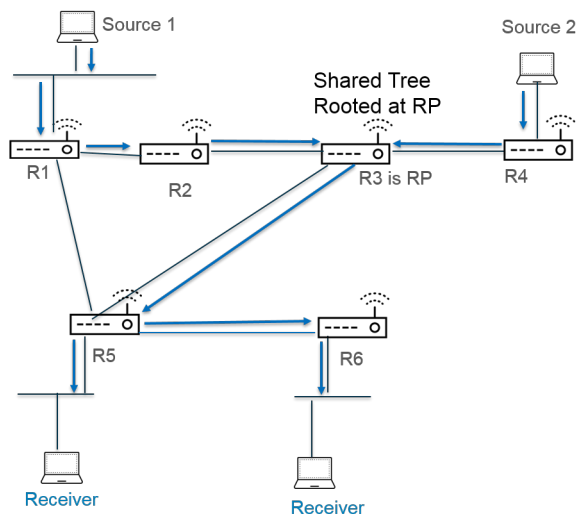 Source 1
Source 2
Shared Tree
Rooted at RP
R1
R2
R3 is RP
R4
R5
R6
Receiver
Receiver